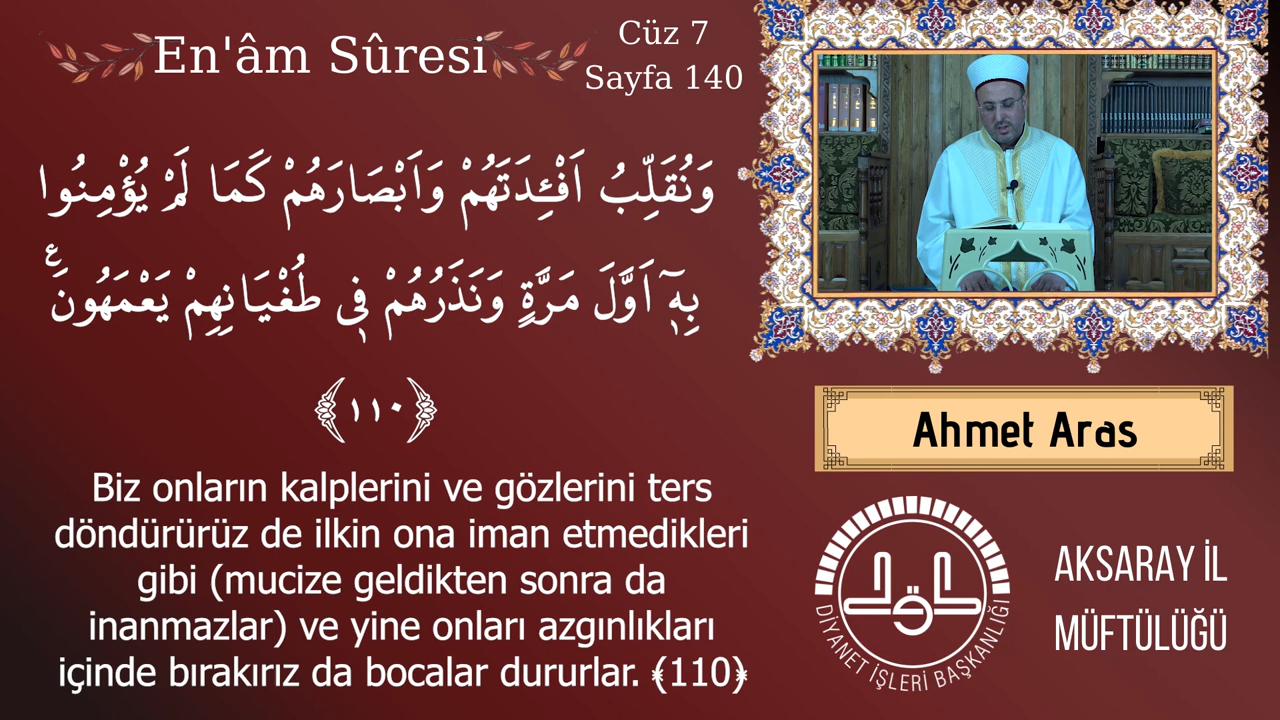 En'âm Sûresi
Cüz 7
Sayfa 140
وَنُقَلِّبُ اَفْـِٔدَتَهُمْ وَاَبْصَارَهُمْ كَمَا لَمْ يُؤْمِنُوا
بِه۪ٓ اَوَّلَ مَرَّةٍ وَنَذَرُهُمْ ف۪ي طُغْيَانِهِمْ يَعْمَهُونَ۟ ع
﴿١١٠﴾
Biz onların kalplerini ve gözlerini ters
döndürürüz de ilkin ona iman etmedikleri
gibi (mucize geldikten sonra da
inanmazlar) ve yine onları azgınlıkları
içinde bırakırız da bocalar dururlar. ﴾110﴿
Ahmet Aras
DİYANET İŞLERİ BAŞKANLIĞI
AKSARAY İL
MÜFTÜLÜĞÜ